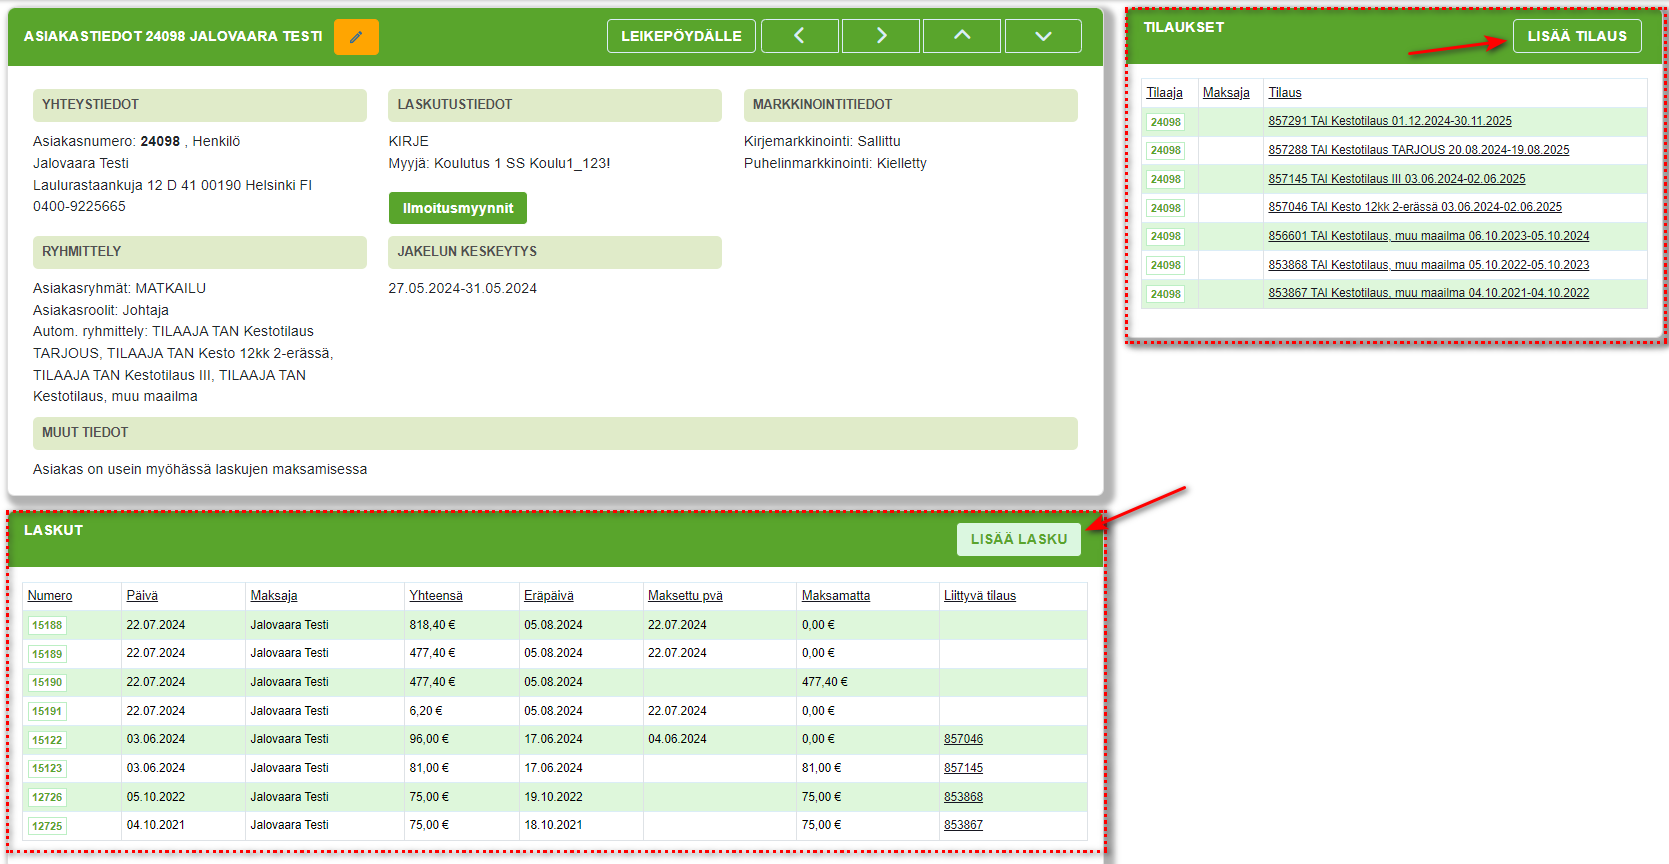 ASIAKASTIEDOT 24098 JALOVAARA TESTI
LEIKEPÖYDÄLLE
YHTEYSTIEDOT
Asiakasnumero: 24098 , Henkilö
Jalovaara Testi
Laulurastaankuja 12 D 41 00190 Helsinki FI
0400-9225665
LASKUTUSTIEDOT
KIRJE
Myyjä: Koulutus 1 SS Koulu1_123!
Ilmoitusmyynnit
MARKKINOINTITIEDOT
Kirjemarkkinointi: Sallittu
Puhelinmarkkinointi: Kielletty
RYHMITTELY
Asiakasryhmät: MATKAILU
Asiakasroolit: Johtaja
Autom. ryhmittely: TILAAJA TAN Kestotilaus
TARJOUS, TILAAJA TAN Kesto 12kk 2-erässä,
TILAAJA TAN Kestotilaus III, TILAAJA TAN
Kestotilaus, muu maailma
JAKELUN KESKEYTYS
27.05.2024-31.05.2024
MUUT TIEDOT
Asiakas on usein myöhässä laskujen maksamisessa
TILAUKSET
LISÄÄ TILAUS
Tilaaja Maksaja Tilaus
24098 857291 TAI Kestotilaus 01.12.2024-30.11.2025
24098 857288 TAI Kestotilaus TARJOUS 20.08.2024-19.08.2025
24098 857145 TAI Kestotilaus III 03.06.2024-02.06.2025
24098 857046 TAI Kesto 12kk 2-erässä 03.06.2024-02.06.2025
24098 856601 TAI Kestotilaus, muu maailma 06.10.2023-05.10.2024
24098 853868 TAI Kestotilaus, muu maailma 05.10.2022-05.10.2023
24098 853867 TAI Kestotilaus, muu maailma 04.10.2021-04.10.2022
LASKUT
LISÄÄ LASKU
Numero Päivä Maksaja Yhteensä Eräpäivä Maksettu pvä Maksamatta Liittyvä tilaus
15188 22.07.2024 Jalovaara Testi 818,40 € 05.08.2024 22.07.2024 0,00 €
15189 22.07.2024 Jalovaara Testi 477,40 € 05.08.2024 22.07.2024 0,00 €
15190 22.07.2024 Jalovaara Testi 477,40 € 05.08.2024 477,40 €
15191 22.07.2024 Jalovaara Testi 6,20 € 05.08.2024 22.07.2024 0,00 €
15122 03.06.2024 Jalovaara Testi 96,00 € 17.06.2024 04.06.2024 0,00 € 857046
15123 03.06.2024 Jalovaara Testi 81,00 € 17.06.2024 81,00 € 857145
12726 05.10.2022 Jalovaara Testi 75,00 € 19.10.2022 75,00 € 853868
12725 04.10.2021 Jalovaara Testi 75,00 € 18.10.2021 75,00 € 853867